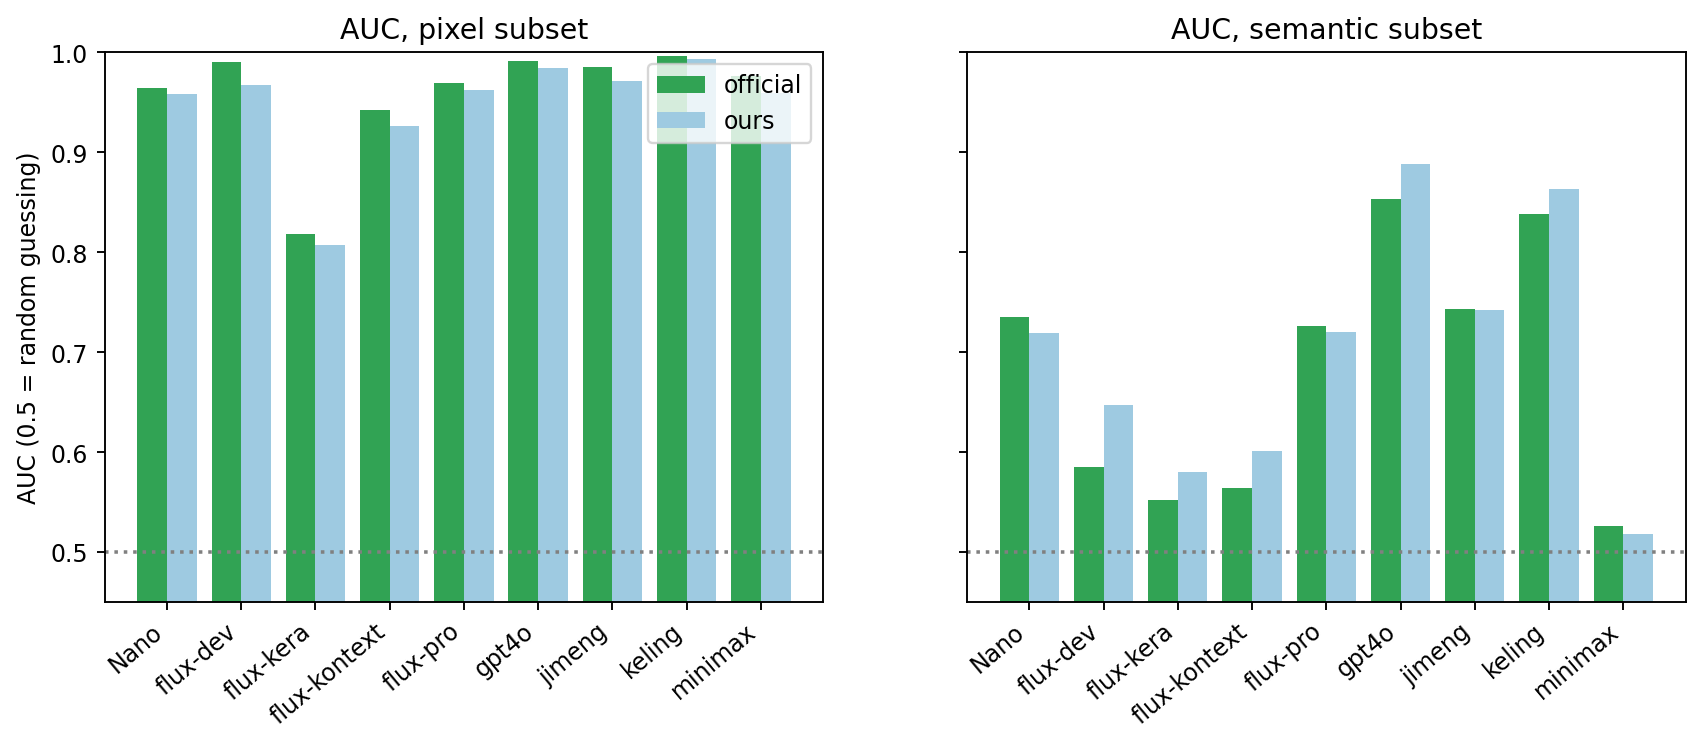 AUC, pixel subset
AUC (0.5 = random guessing)
1.0
0.9
0.8
0.7
0.6
0.5
official
ours
Nano
flux-dev
flux-kera
flux-kontext
flux-pro
gpt4o
jimeng
keling
minimax
AUC, semantic subset
Nano
flux-dev
flux-kera
flux-kontext
flux-pro
gpt4o
jimeng
keling
minimax